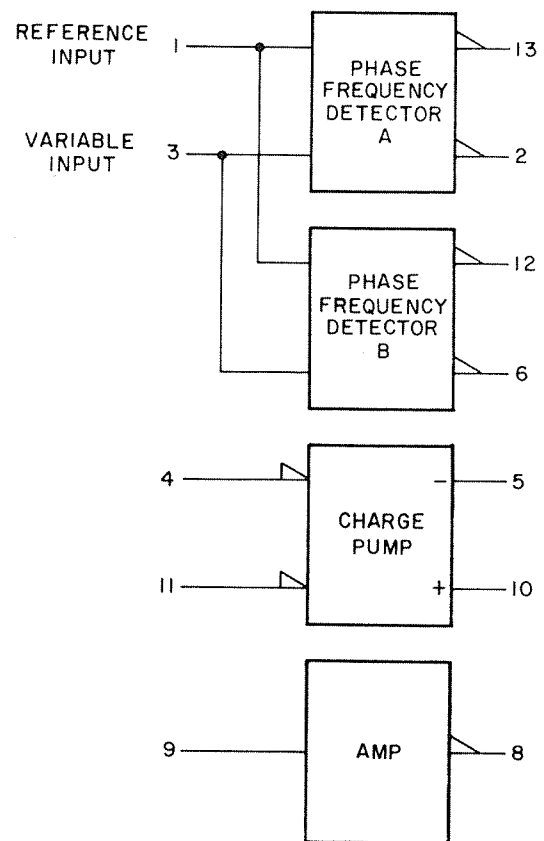 REFERENCE
INPUT
1
PHASE
FREQUENCY
DETECTOR
A
13
VARIABLE
INPUT
3
2
PHASE
FREQUENCY
DETECTOR
B
12
6
4
CHARGE
PUMP
-
5
11
+
10
9
AMP
8